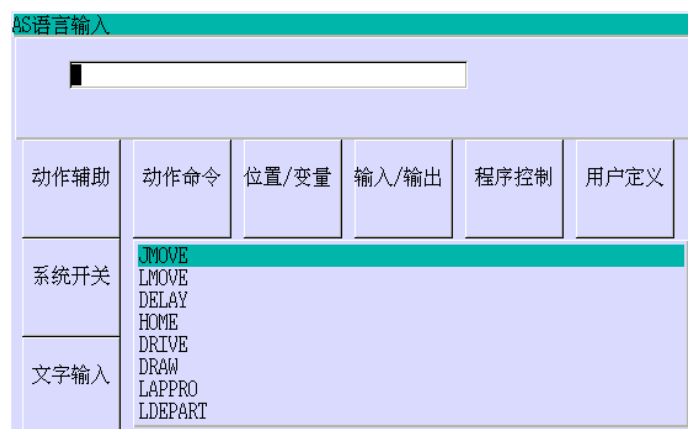 AS语言输入
动作辅助 动作命令 位置/变量 输入/输出 程序控制 用户定义
系统开关
文字输入
JMOVE
LMOVE
DELAY
HOME
DRIVE
DRAW
LAPPRO
LDEPART